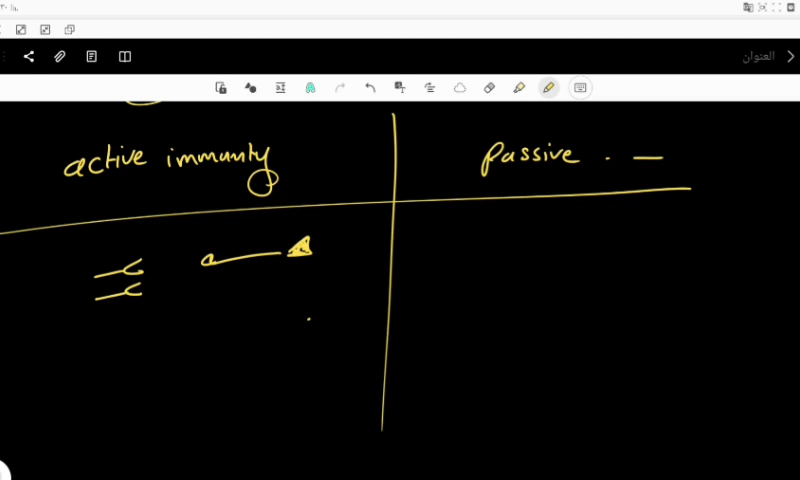 العنوان
active immunity
passive . —